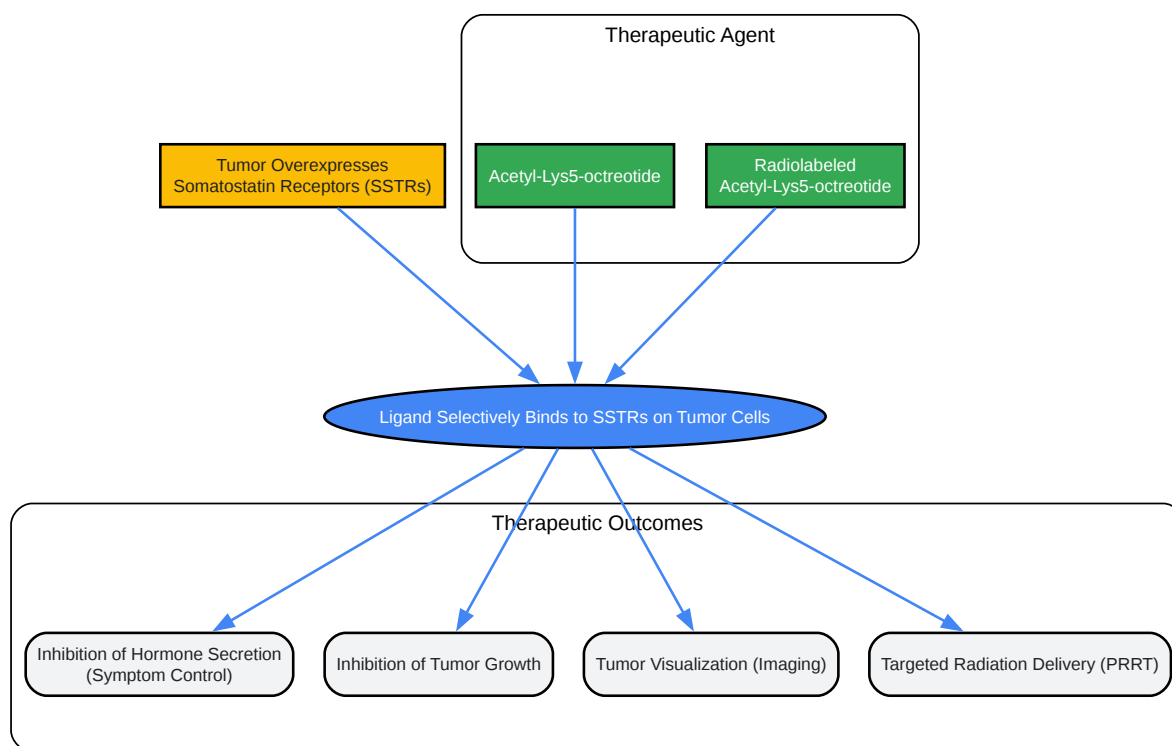 Therapeutic Agent
Tumor Overexpresses
Somatostatin Receptors (SSTRs)
Acetyl-Lys5-octreotide
Radiolabeled
Acetyl-Lys5-octreotide
Ligand Selectively Binds to SSTRs on Tumor Cells
Therapeutic Outcomes
Inhibition of Hormone Secretion
(Symptom Control)
Inhibition of Tumor Growth
Tumor Visualization (Imaging)
Targeted Radiation Delivery (PRRT)